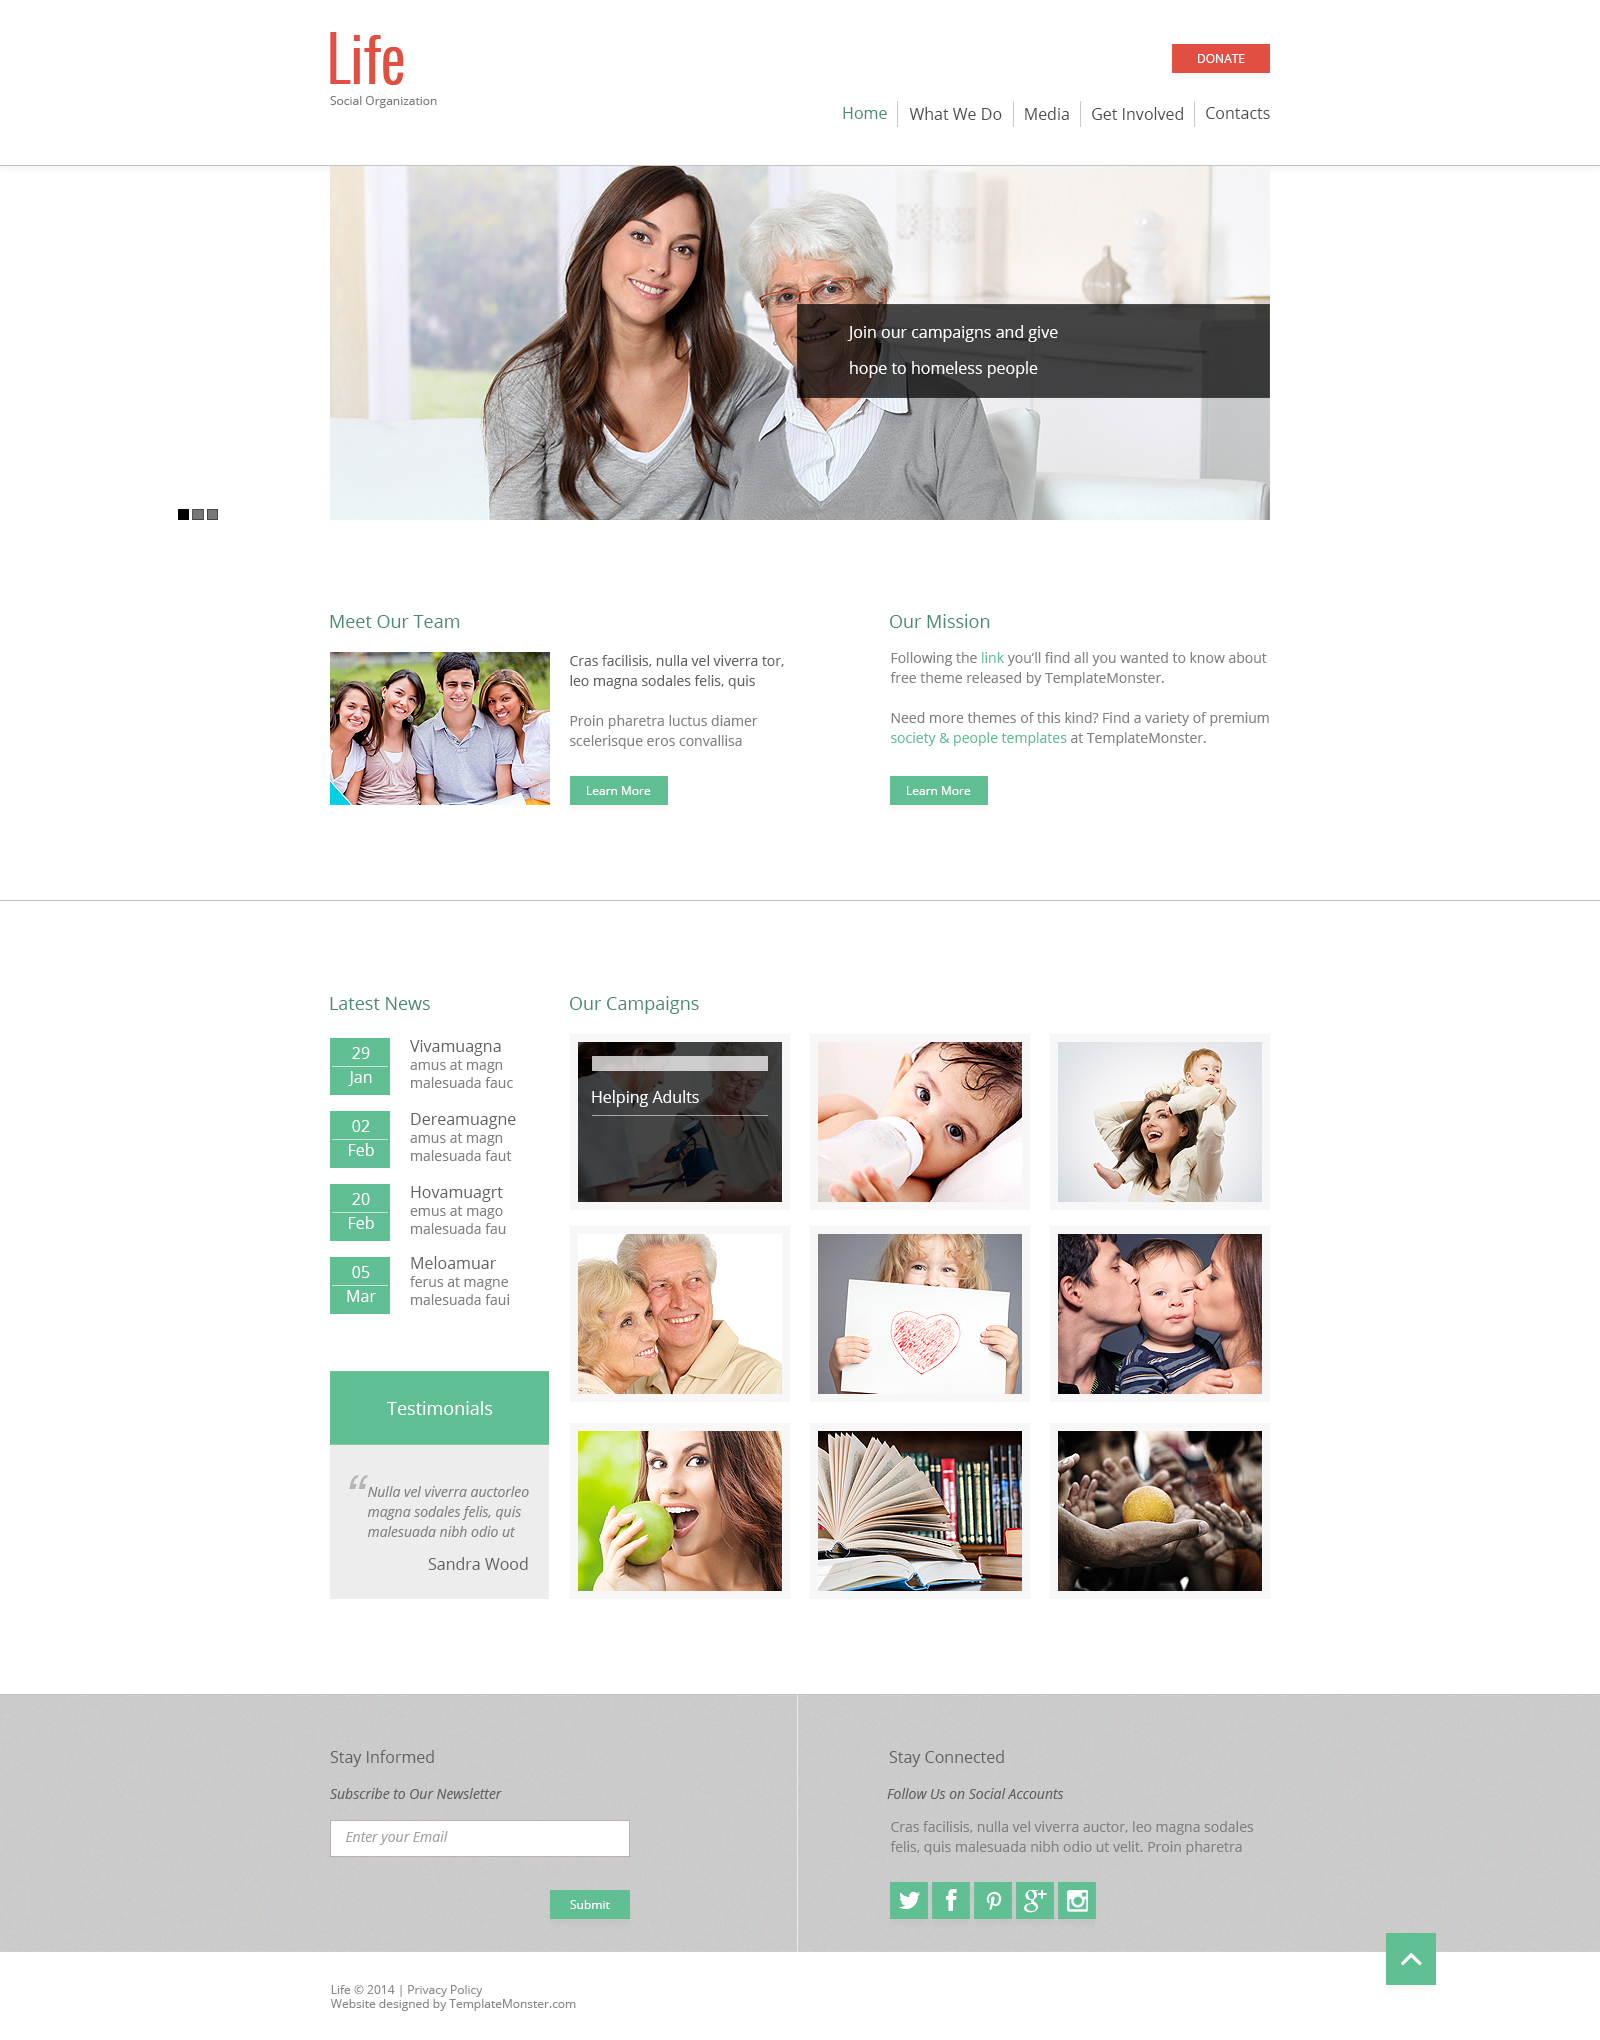 Life
Social Organization
DONATE
Home
What We Do
Media
Get Involved
Contacts
Join our campaigns and give
hope to homeless people
Meet Our Team
Cras facilisis, nulla vel viverra tor,
leo magna sodales felis, quis
Proin pharetra luctus diamer
scelerisque eros convallisa
Learn More
Our Mission
Following the link you'll find all you wanted to know about
free theme released by TemplateMonster.
Need more themes of this kind? Find a variety of premium
society & people templates at TemplateMonster.
Learn More
Latest News
29
Jan
Vivamuagna
amus at magn
malesuada fauc
02
Feb
Dereamuagne
amus at magn
malesuada faut
20
Feb
Hovamuagrt
emus at mago
malesuada fau
05
Mar
Meloamuar
ferus at magne
malesuada faui
Testimonials
“Nulla vel viverra auctorleo
magna sodales felis, quis
malesuada nibh odio ut
Sandra Wood
Our Campaigns
Helping Adults
Stay Informed
Subscribe to Our Newsletter
Enter your Email
Submit
Stay Connected
Follow Us on Social Accounts
Cras facilisis, nulla vel viverra auctor, leo magna sodales
felis, quis malesuada nibh odio ut velit. Proin pharetra
Life © 2014 | Privacy Policy
Website designed by TemplateMonster.com